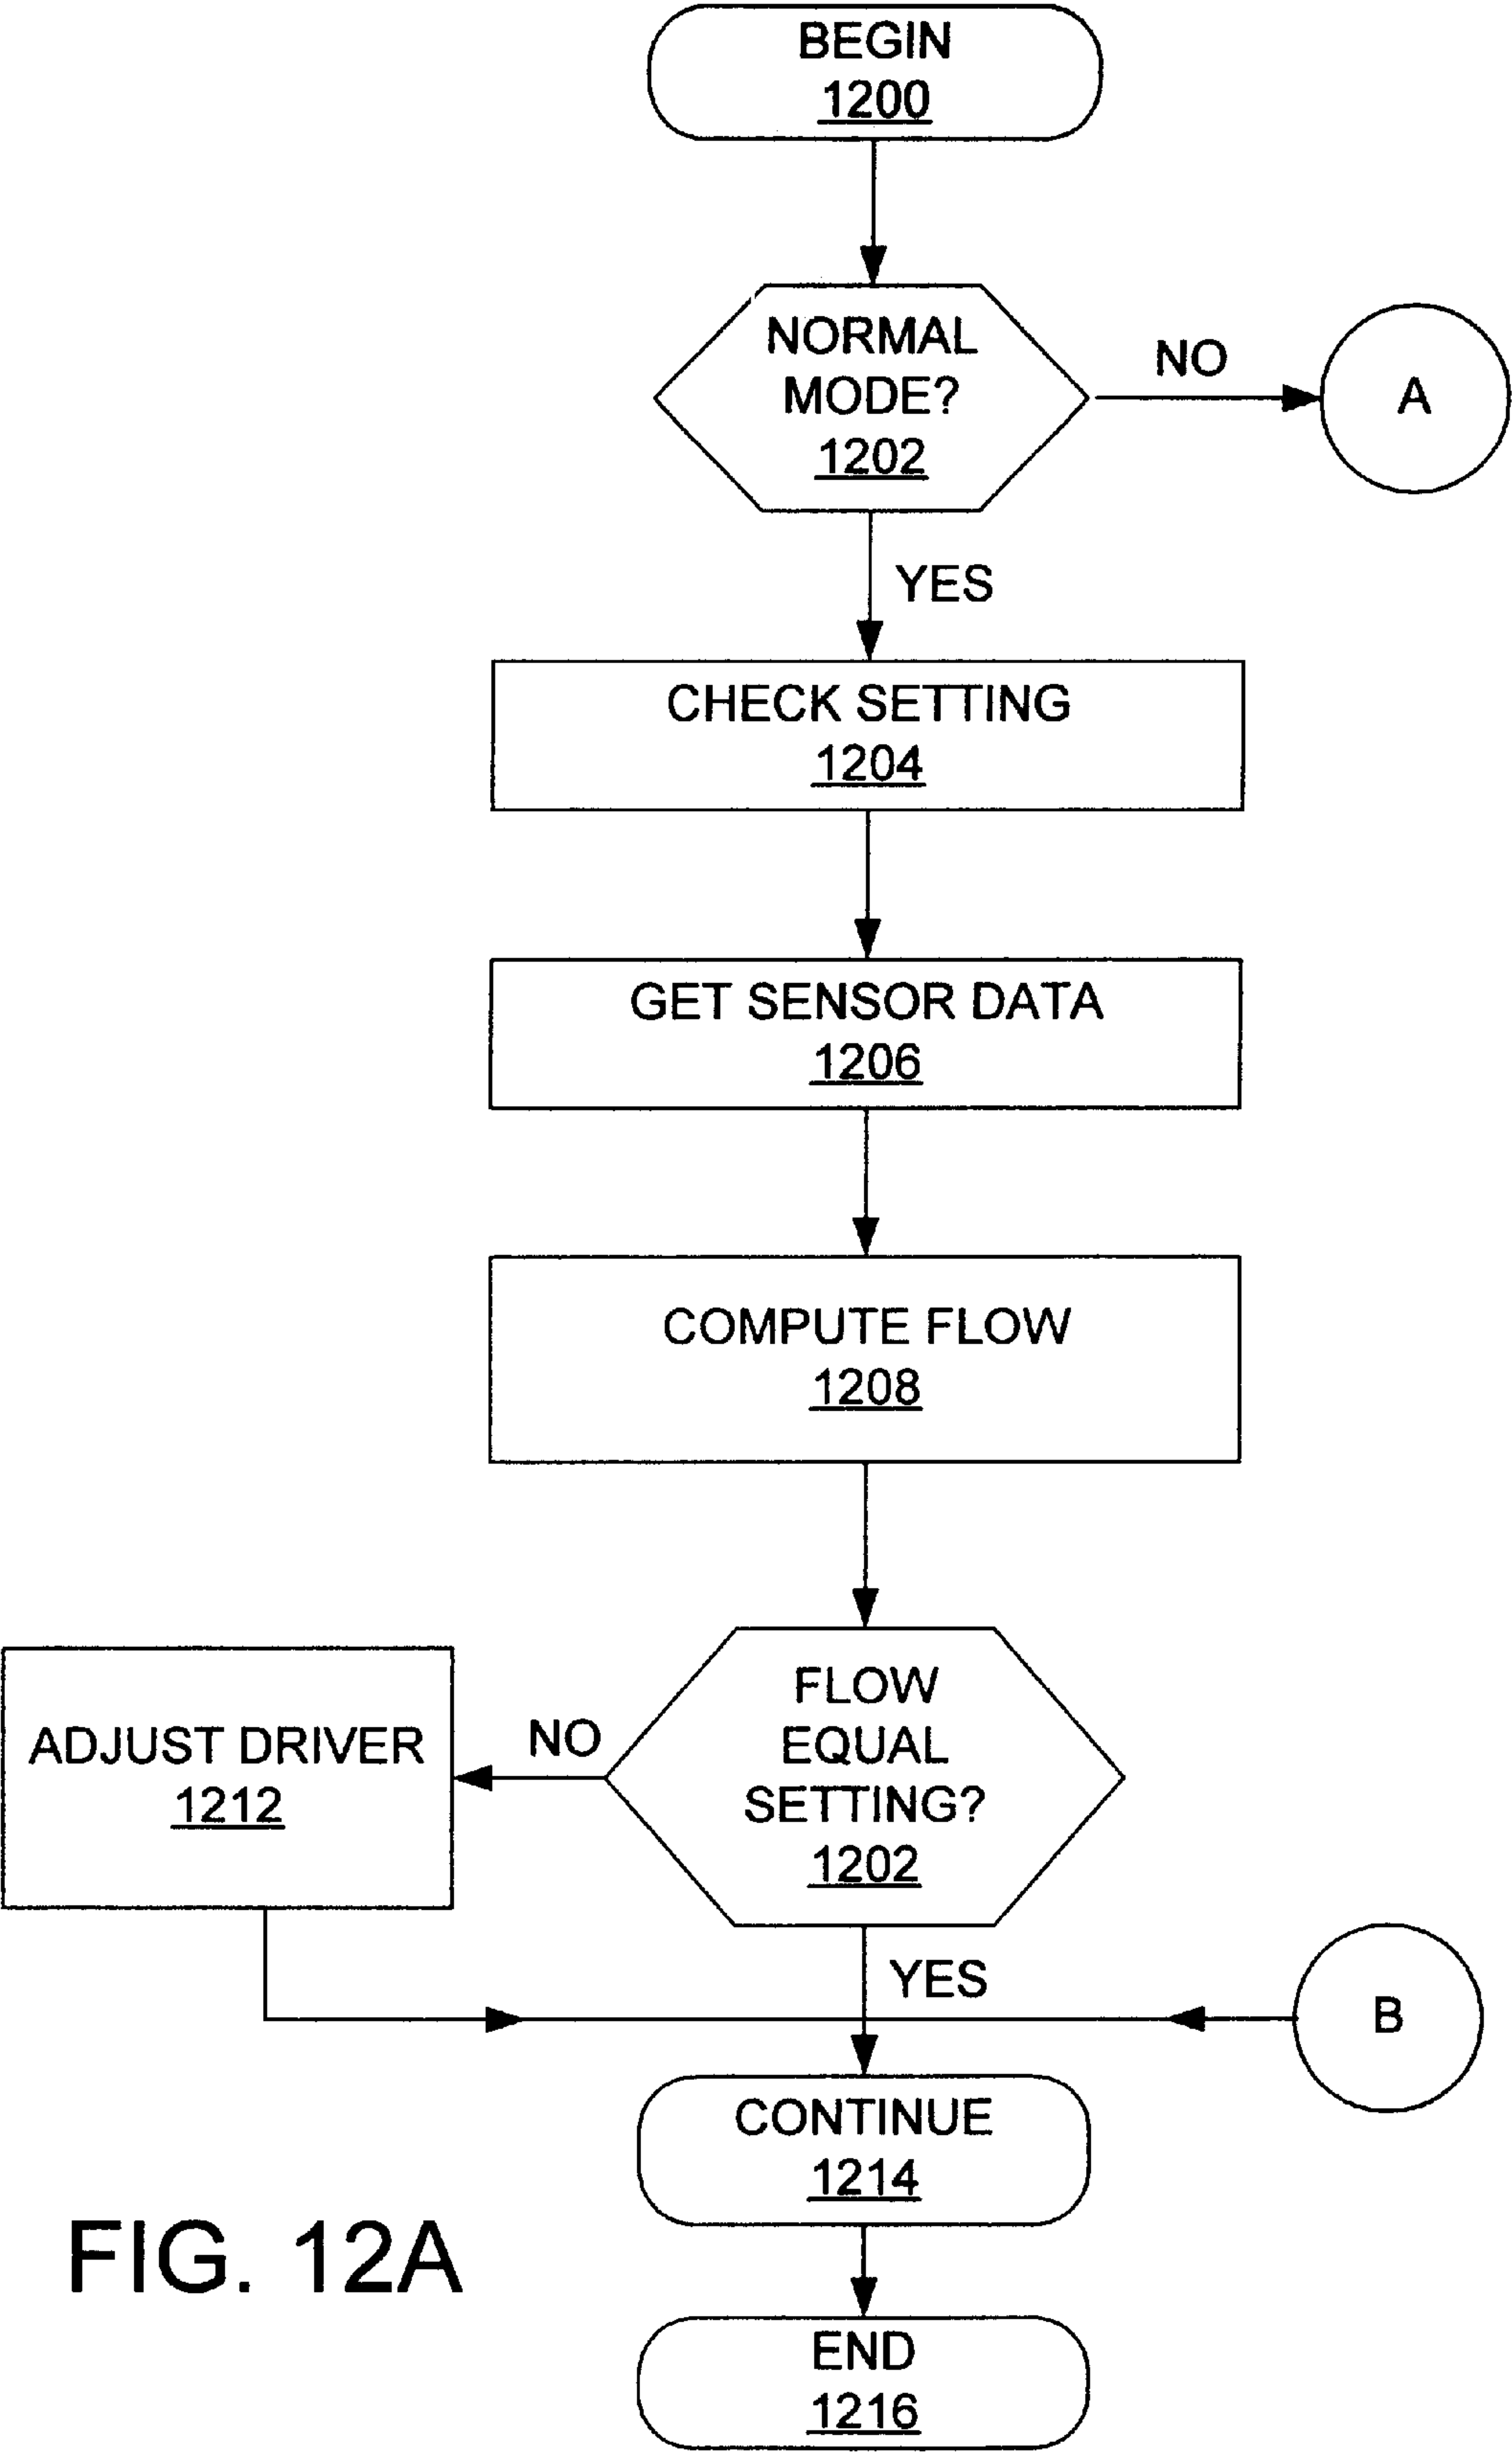 BEGIN
1200
NORMAL
MODE?
1202
NO
A
YES
CHECK SETTING
1204
GET SENSOR DATA
1206
COMPUTE FLOW
1208
FLOW
EQUAL
SETTING?
1202
NO
ADJUST DRIVER
1212
YES
B
CONTINUE
1214
END
1216
FIG. 12A